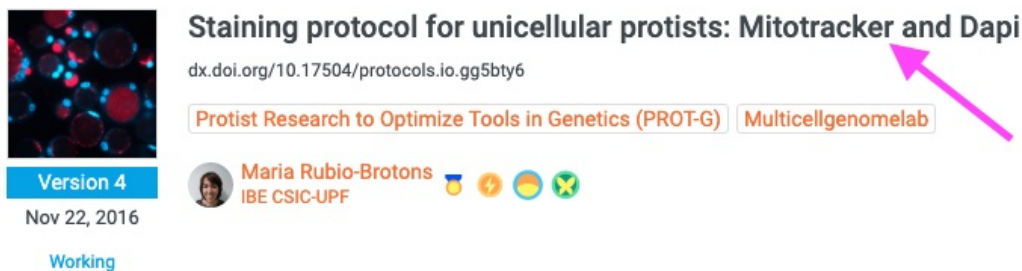 Staining protocol for unicellular protists: Mitotracker and Dapi
dx.doi.org/10.17504/protocols.io.gg5bty6
Protist Research to Optimize Tools in Genetics (PROT-G) Multicellgenomelab
Maria Rubio-Brotons
IBE CSIC-UPF
Version 4
Nov 22, 2016
Working